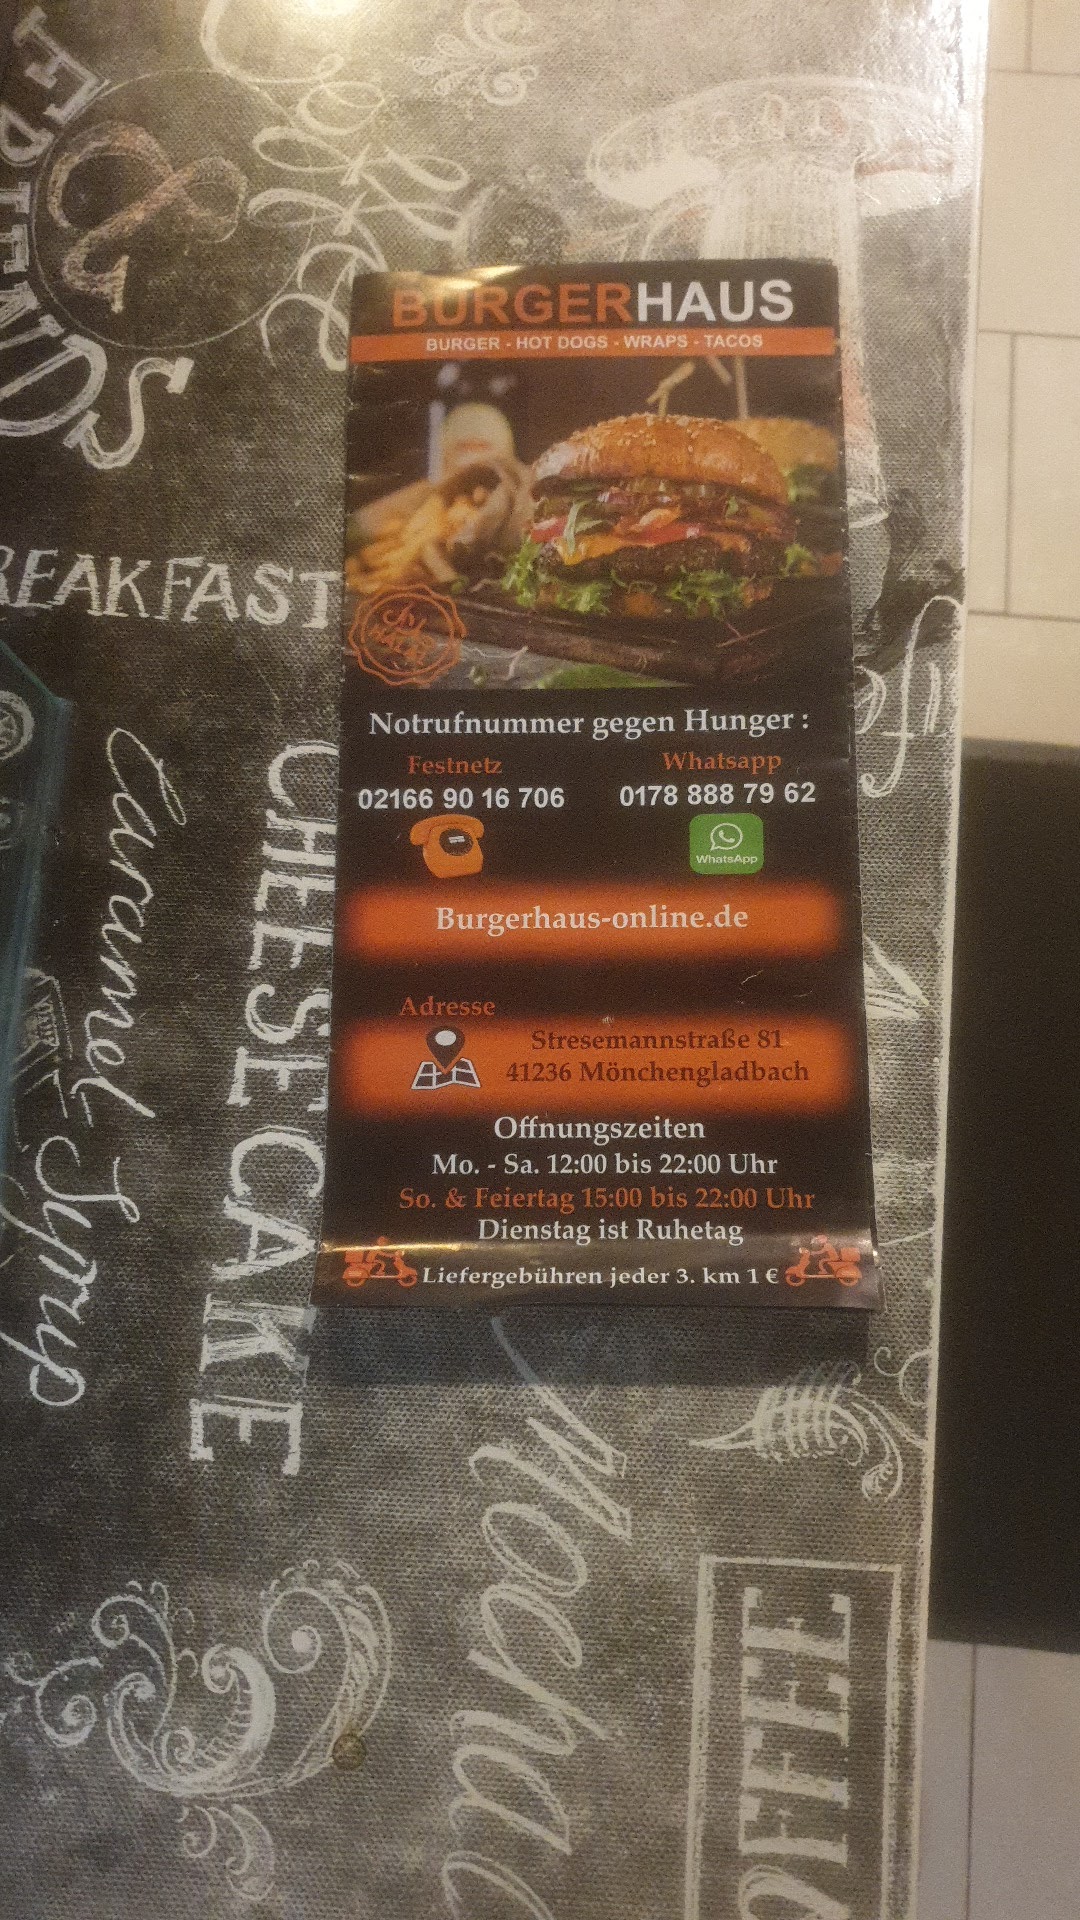 BURGERHAUS
BURGER - HOT DOGS - WRAPS - TACOS
Notrufnummer gegen Hunger :
Festnetz
02166 90 16 706
Whatsapp
0178 888 79 62
WhatsApp
Burgerhaus-online.de
Adresse
Stresemannstraße 81
41236 Mönchengladbach
Offnungszeiten
Mo. - Sa. 12:00 bis 22:00 Uhr
So. & Feiertag 15:00 bis 22:00 Uhr
Dienstag ist Ruhetag
Liefergebühren jeder 3. km 1 €
REAKFAST
CHEESECAKE
Caramel Syrup
Mocha
OFFEE